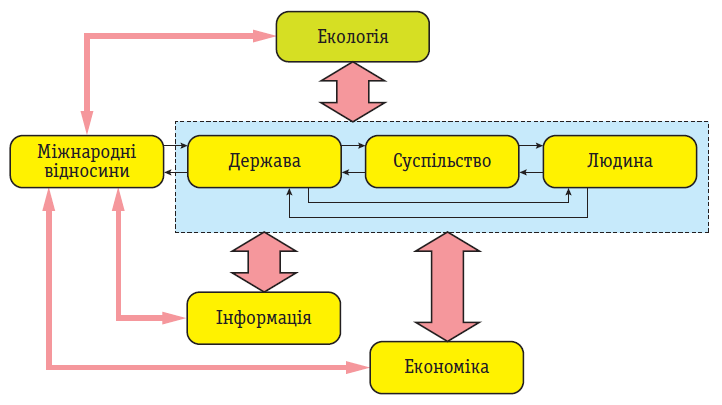 Екологія
Міжнародні
відносини
Держава
Суспільство
Людина
Інформація
Економіка